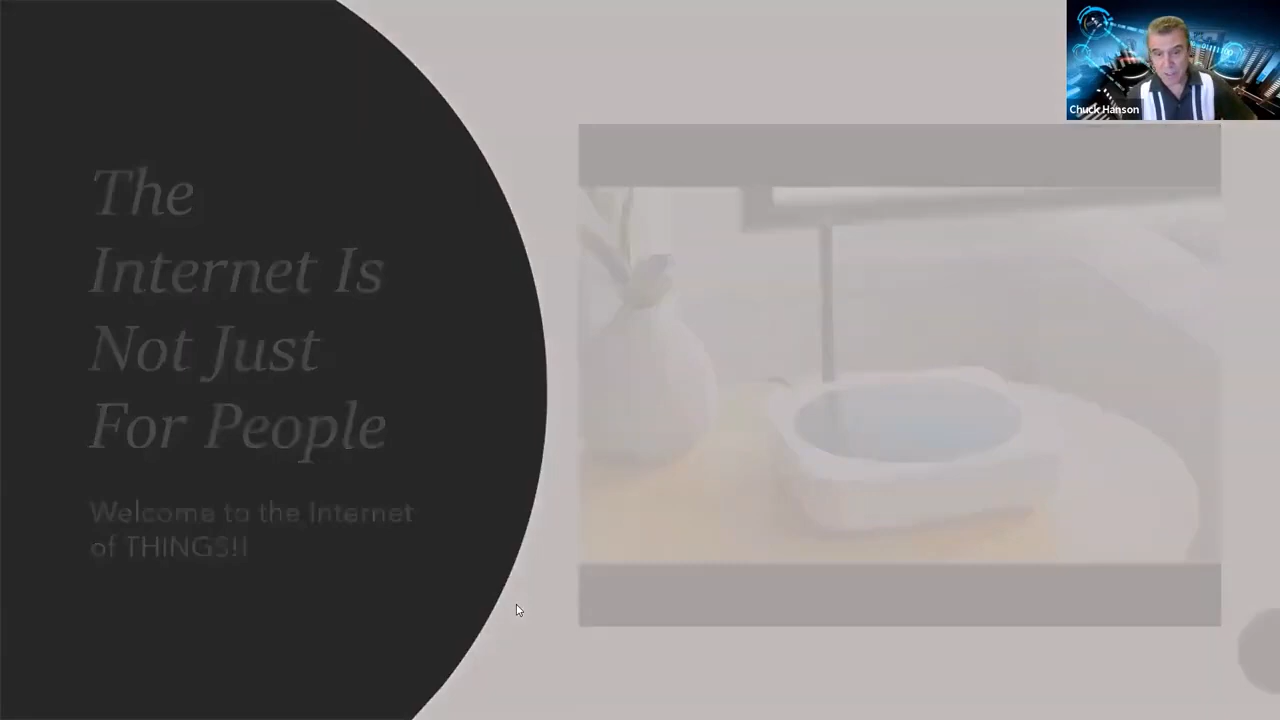 Chuck Hanson
The
Internet Is
Not Just
For People
Welcome to the Internet
of THINGS!!